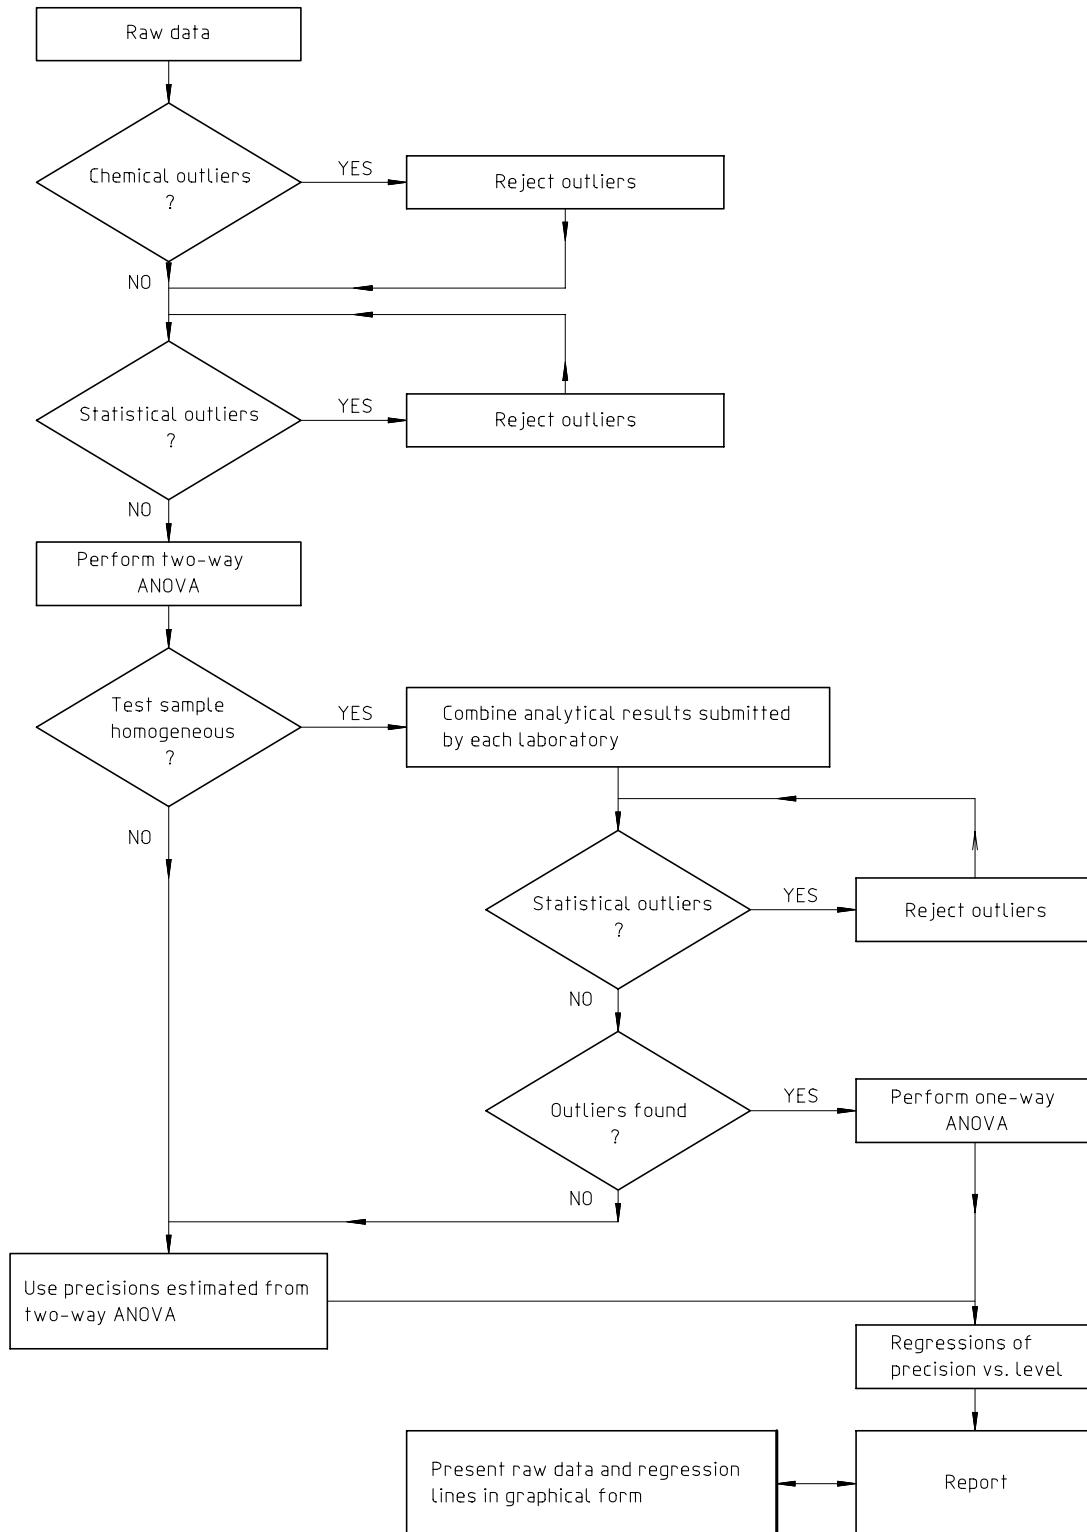 Raw data
Chemical outliers
?
YES
Reject outliers
NO
Statistical outliers
?
YES
Reject outliers
NO
Perform two-way
ANOVA
Test sample
homogeneous
?
YES
Combine analytical results submitted
by each laboratory
NO
Statistical outliers
?
YES
Reject outliers
NO
Outliers found
?
YES
Perform one-way
ANOVA
NO
Use precisions estimated from
two-way ANOVA
Regressions of
precision vs. level
Present raw data and regression
lines in graphical form
Report